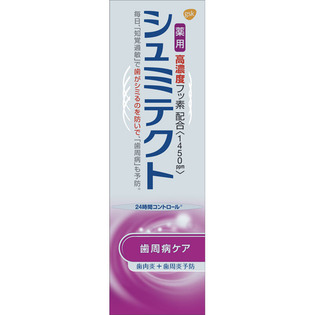 gsk
薬用
高濃度フッ素配合〈1450ppm〉
シュミテクト
毎日、「知覚過敏」で歯がシミるのを防いで、「歯周病」も予防。
24時間コントロール*
歯周病ケア
歯肉炎+歯周炎予防